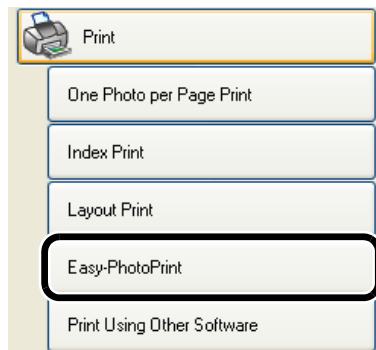 Print
One Photo per Page Print
Index Print
Layout Print
Easy-PhotoPrint
Print Using Other Software